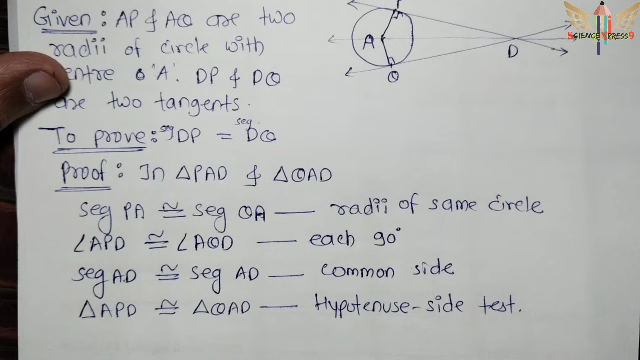 Given: AP & AQ are two
radii of circle with
centre 'A'. DP & DQ
are two tangents.
To prove: seg DP = seg DQ
Proof: In △PAD & △QAD
seg PA ≅ seg QA — radii of same circle
∠APD ≅ ∠AQD — each 90°
seg AD ≅ seg AD — common side
△APD ≅ △QAD — Hypotenuse-side test.
P
A
D
Q
SCIENCE XPRESS9